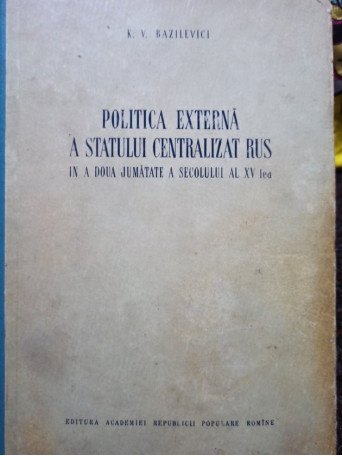 K. V. BAZILEVICI
POLITICA EXTERNĂ
A STATULUI CENTRALIZAT RUS
IN A DOUA JUMĂTATE A SECOLULUI AL XV lea
EDITURA ACADEMIEI REPUBLICII POPULARE ROMÎNE